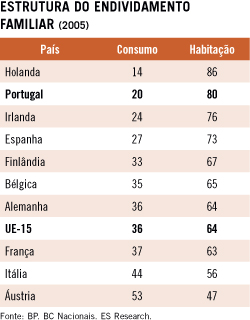 ESTRUTURA DO ENDIVIDAMENTO
FAMILIAR (2005)
País Consumo Habitação
Holanda 14 86
Portugal 20 80
Irlanda 24 76
Espanha 27 73
Finlândia 33 67
Bélgica 35 65
Alemanha 36 64
UE-15 36 64
França 37 63
Itália 44 56
Áustria 53 47
Fonte: BP. BC Nacionais. ES Research.